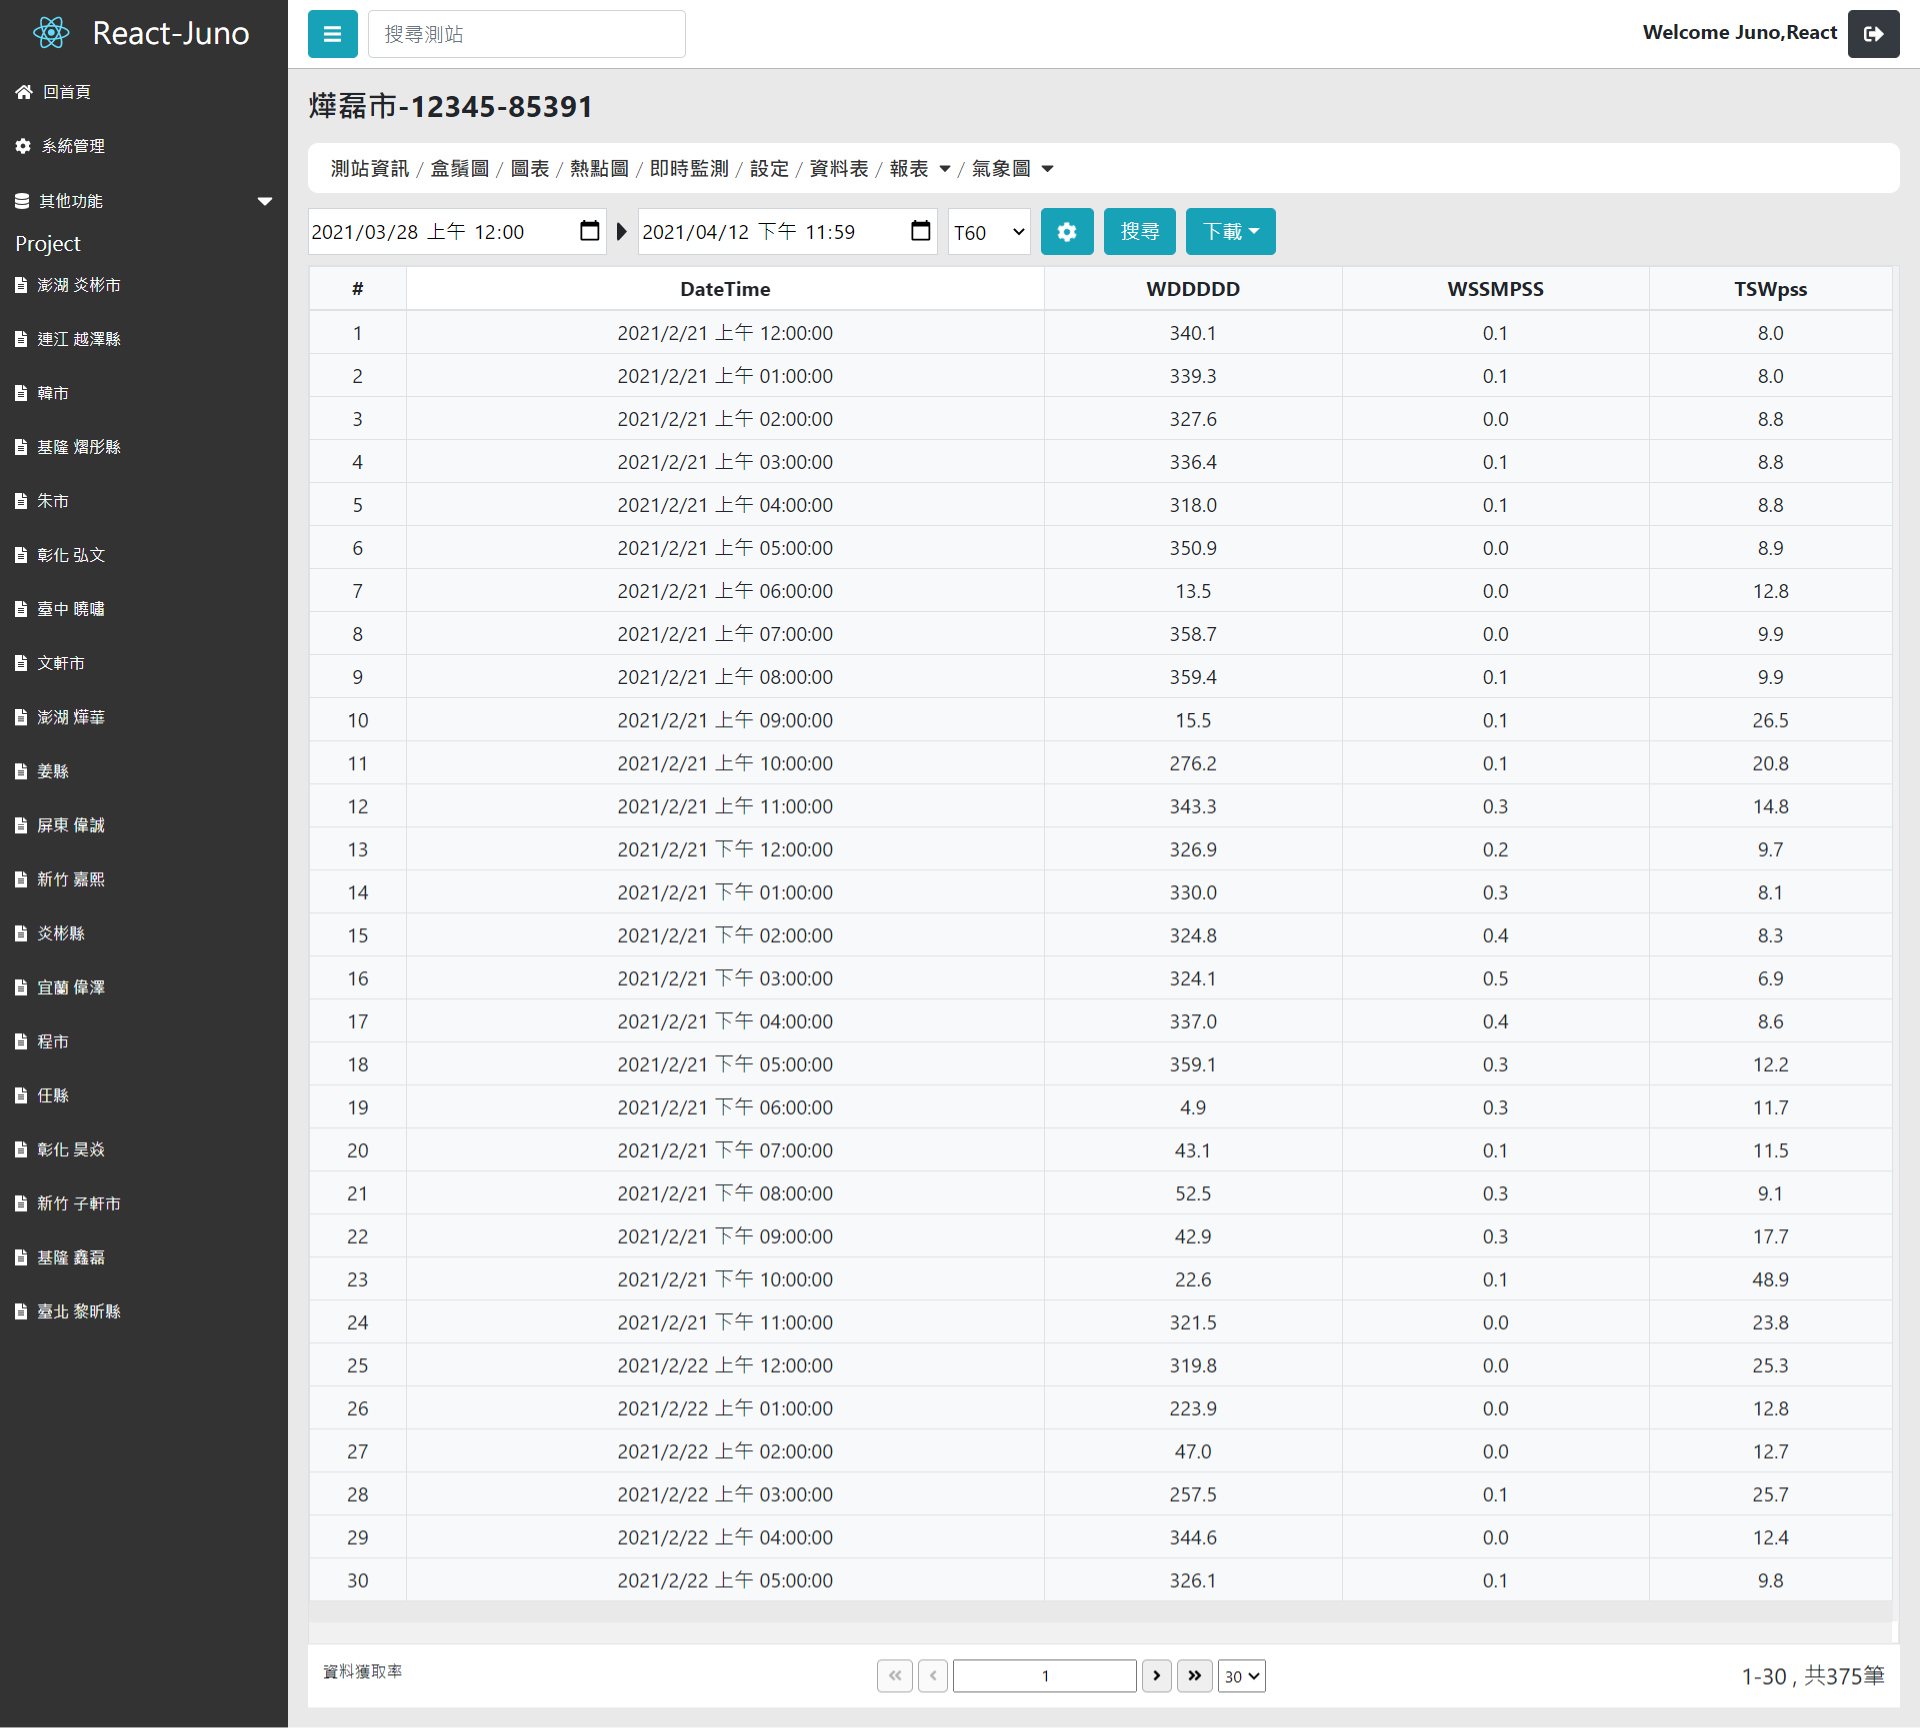 React-Juno
搜尋測站
Welcome Juno,React
回首頁
系統管理
其他功能
Project
澎湖 炎彬市
連江 越澤縣
韓市
基隆 熠彤縣
朱市
彰化 弘文
臺中 曉嘯
文軒市
澎湖 燁華
姜縣
屏東 偉誠
新竹 嘉熙
炎彬縣
宜蘭 偉澤
程市
任縣
彰化 昊焱
新竹 子軒市
基隆 鑫磊
臺北 黎昕縣
燁磊市-12345-85391
測站資訊 / 盒鬚圖 / 圖表 / 熱點圖 / 即時監測 / 設定 / 資料表 / 報表 / 氣象圖
2021/03/28 上午 12:00 2021/04/12 下午 11:59 T60 搜尋 下載
# DateTime WDDDDD WSSMPSS TSWpss
1 2021/2/21 上午 12:00:00 340.1 0.1 8.0
2 2021/2/21 上午 01:00:00 339.3 0.1 8.0
3 2021/2/21 上午 02:00:00 327.6 0.0 8.8
4 2021/2/21 上午 03:00:00 336.4 0.1 8.8
5 2021/2/21 上午 04:00:00 318.0 0.1 8.8
6 2021/2/21 上午 05:00:00 350.9 0.0 8.9
7 2021/2/21 上午 06:00:00 13.5 0.0 12.8
8 2021/2/21 上午 07:00:00 358.7 0.0 9.9
9 2021/2/21 上午 08:00:00 359.4 0.1 9.9
10 2021/2/21 上午 09:00:00 15.5 0.1 26.5
11 2021/2/21 上午 10:00:00 276.2 0.1 20.8
12 2021/2/21 上午 11:00:00 343.3 0.3 14.8
13 2021/2/21 下午 12:00:00 326.9 0.2 9.7
14 2021/2/21 下午 01:00:00 330.0 0.3 8.1
15 2021/2/21 下午 02:00:00 324.8 0.4 8.3
16 2021/2/21 下午 03:00:00 324.1 0.5 6.9
17 2021/2/21 下午 04:00:00 337.0 0.4 8.6
18 2021/2/21 下午 05:00:00 359.1 0.3 12.2
19 2021/2/21 下午 06:00:00 4.9 0.3 11.7
20 2021/2/21 下午 07:00:00 43.1 0.1 11.5
21 2021/2/21 下午 08:00:00 52.5 0.3 9.1
22 2021/2/21 下午 09:00:00 42.9 0.3 17.7
23 2021/2/21 下午 10:00:00 22.6 0.1 48.9
24 2021/2/21 下午 11:00:00 321.5 0.0 23.8
25 2021/2/22 上午 12:00:00 319.8 0.0 25.3
26 2021/2/22 上午 01:00:00 223.9 0.0 12.8
27 2021/2/22 上午 02:00:00 47.0 0.0 12.7
28 2021/2/22 上午 03:00:00 257.5 0.1 25.7
29 2021/2/22 上午 04:00:00 344.6 0.0 12.4
30 2021/2/22 上午 05:00:00 326.1 0.1 9.8
資料獲取率 1 30 1-30 , 共375筆